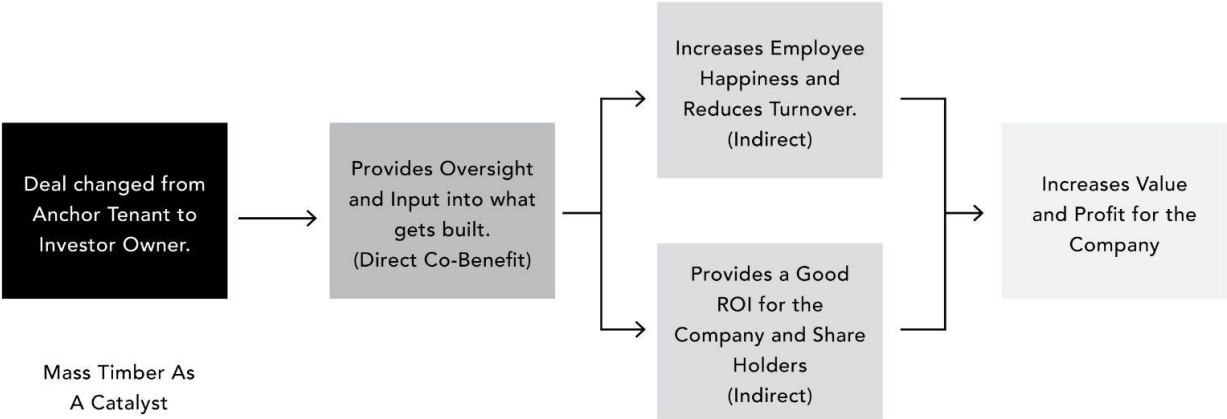 Deal changed from
Anchor Tenant to
Investor Owner.
Mass Timber As
A Catalyst
Provides Oversight
and Input into what
gets built.
(Direct Co-Benefit)
Increases Employee
Happiness and
Reduces Turnover.
(Indirect)
Provides a Good
ROI for the
Company and Share
Holders
(Indirect)
Increases Value
and Profit for the
Company